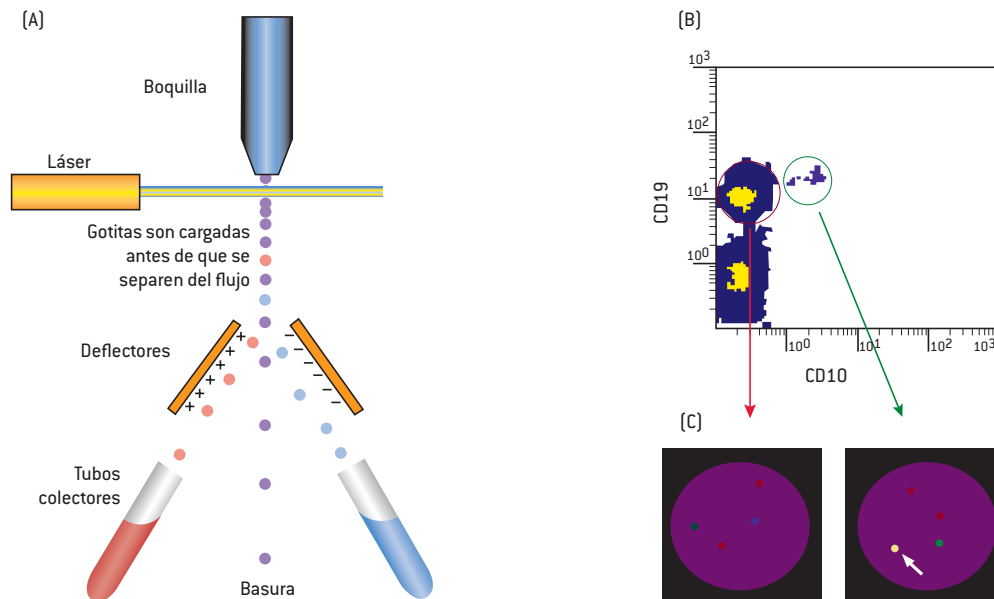 (A)
Boquilla
Láser
Gotitas son cargadas
antes de que se
separen del flujo
Deflectores
+ + + + + +
− − − − − −
Tubos
colectores
Basura
(B)
10³
10²
10¹
10⁰
CD19
10⁰ 10¹ 10² 10³
CD10
(C)